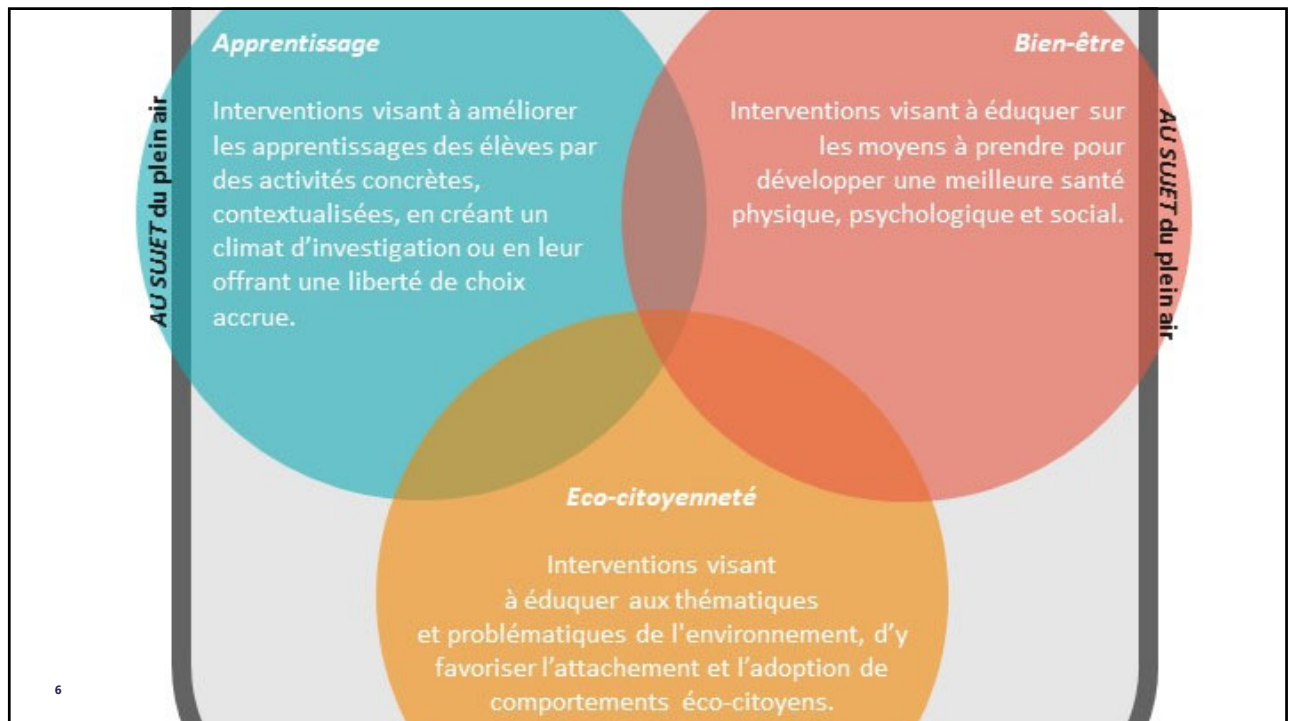 Apprentissage
Interventions visant à améliorer
les apprentissages des élèves par
des activités concrètes,
contextualisées, en créant un
climat d’investigation ou en leur
offrant une liberté de choix
accrue.
AU SUJET du plein air
Bien-être
Interventions visant à éduquer sur
les moyens à prendre pour
développer une meilleure santé
physique, psychologique et social.
AU SUJET du plein air
Eco-citoyenneté
Interventions visant
à éduquer aux thématiques
et problématiques de l'environnement, d’y
favoriser l’attachement et l’adoption de
comportements éco-citoyens.
6